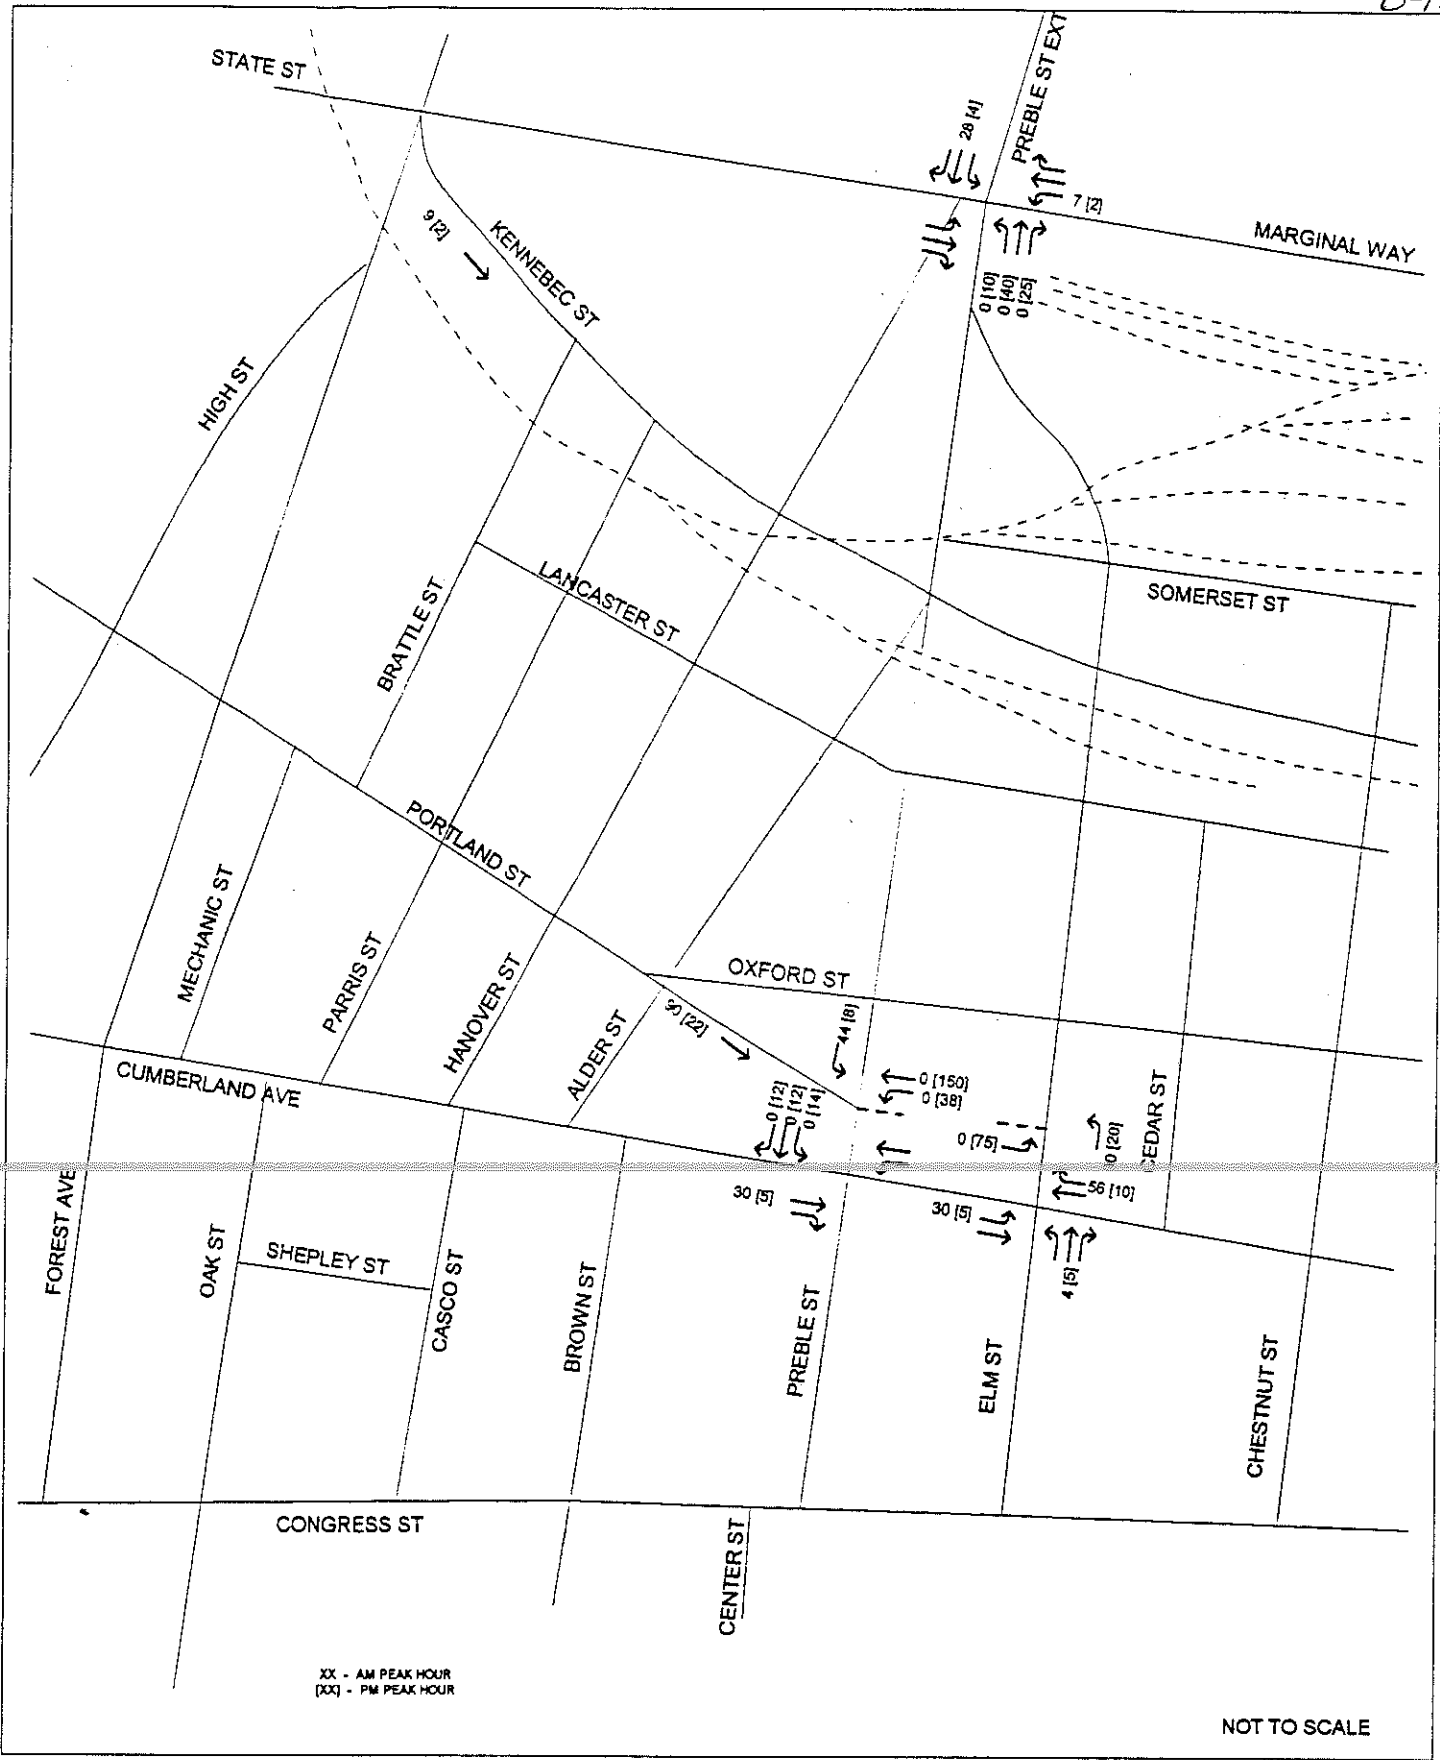 STATE ST
PREBLE ST EXT
28 [4]
7 [2]
MARGINAL WAY
9 [2]
KENNEBEC ST
0 [10]
0 [40]
0 [25]
HIGH ST
SOMERSET ST
LANCASTER ST
BRATTLE ST
PORTLAND ST
MECHANIC ST
PARRIS ST
HANOVER ST
OXFORD ST
[22]
ALDER ST
44 [8]
0 [150]
0 [38]
CUMBERLAND AVE
0 [12]
0 [12]
0 [14]
0 [75]
0 [20]
CEDAR ST
56 [10]
30 [5]
30 [5]
4 [5]
FOREST AVE
OAK ST
SHEPLEY ST
CASCO ST
BROWN ST
PREBLE ST
ELM ST
CHESTNUT ST
CONGRESS ST
CENTER ST
XX - AM PEAK HOUR
[XX] - PM PEAK HOUR
NOT TO SCALE